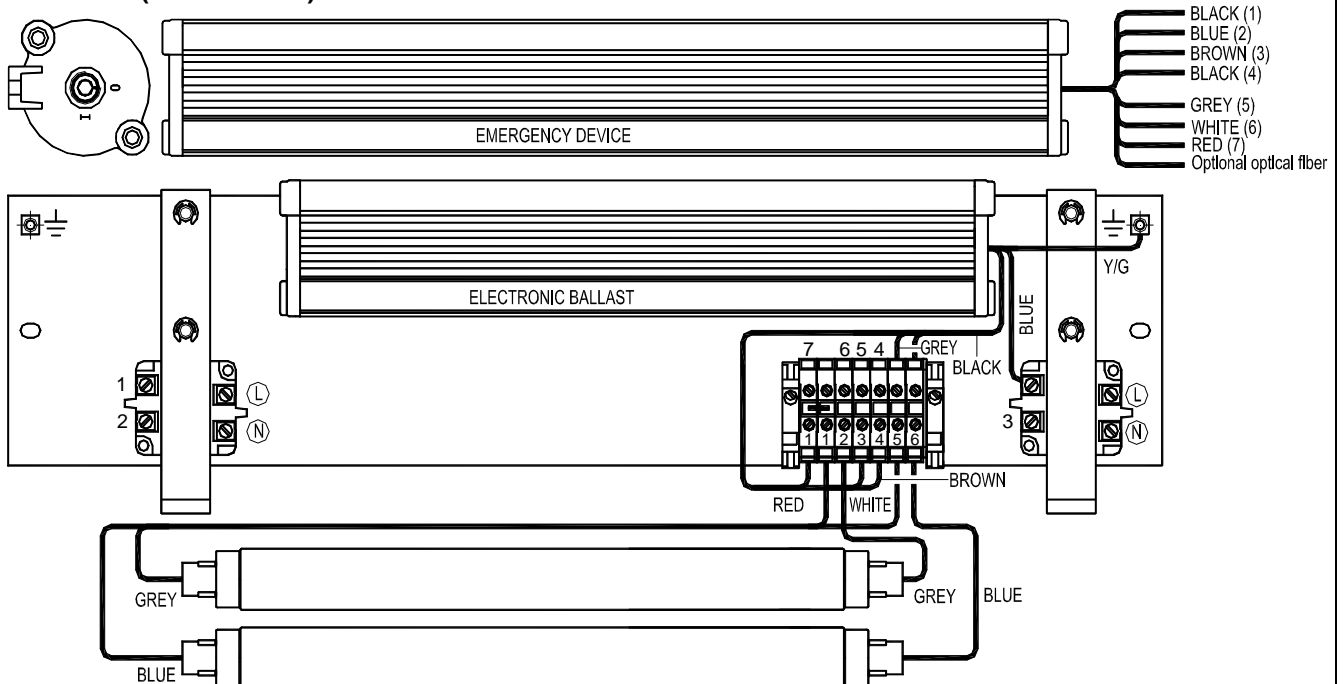 BLACK (1)
BLUE (2)
BROWN (3)
BLACK (4)
GREY (5)
WHITE (6)
RED (7)
Optional optical fiber
EMERGENCY DEVICE
O
I
Y/G
ELECTRONIC BALLAST
BLUE
7 6 5 4
GREY
BLACK
1
2
L
N
1 1 2 3 4 5 6
3
L
N
BROWN
RED WHITE
GREY
GREY
BLUE
BLUE